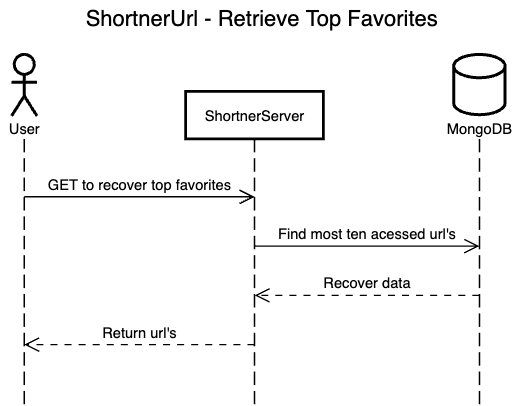 ShortnerUrl - Retrieve Top Favorites
User
ShortnerServer
MongoDB
GET to recover top favorites
Find most ten acessed url's
Recover data
Return url's